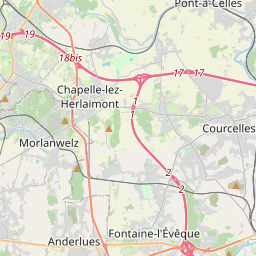 Pont-à-Celles
19
19
18bis
17
17
Chapelle-lez-
Herlaimont
1
1
Courcelles
Morlanwelz
2
2
Fontaine-l'Évêque
Anderlues